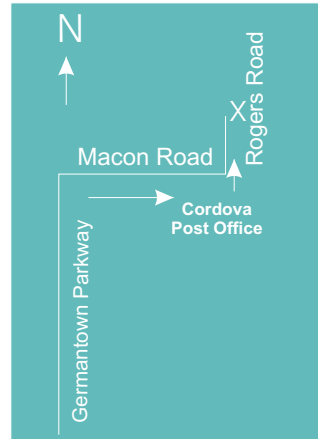 N
X
Rogers Road
Macon Road
Cordova
Post Office
Germantown Parkway